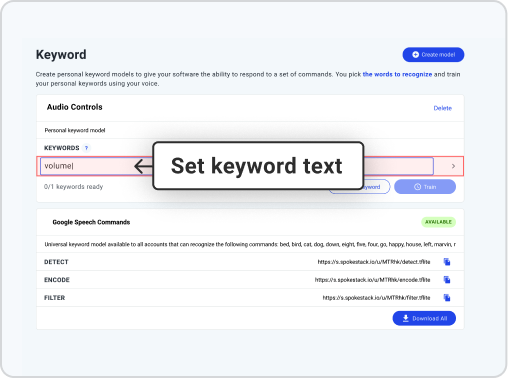 Keyword
Create model
Create personal keyword models to give your software the ability to respond to a set of commands. You pick the words to recognize and train
your personal keywords using your voice.
Audio Controls
Delete
Personal keyword model
KEYWORDS ?
volume
Set keyword text
0/1 keywords ready
Train
Google Speech Commands
AVAILABLE
Universal keyword model available to all accounts that can recognize the following commands: bed, bird, cat, dog, down, eight, five, four, go, happy, house, left, marvin, r
DETECT
https://s.spokestack.io/u/MTRhk/detect.tflite
ENCODE
https://s.spokestack.io/u/MTRhk/encode.tflite
FILTER
https://s.spokestack.io/u/MTRhk/filter.tflite
Download All